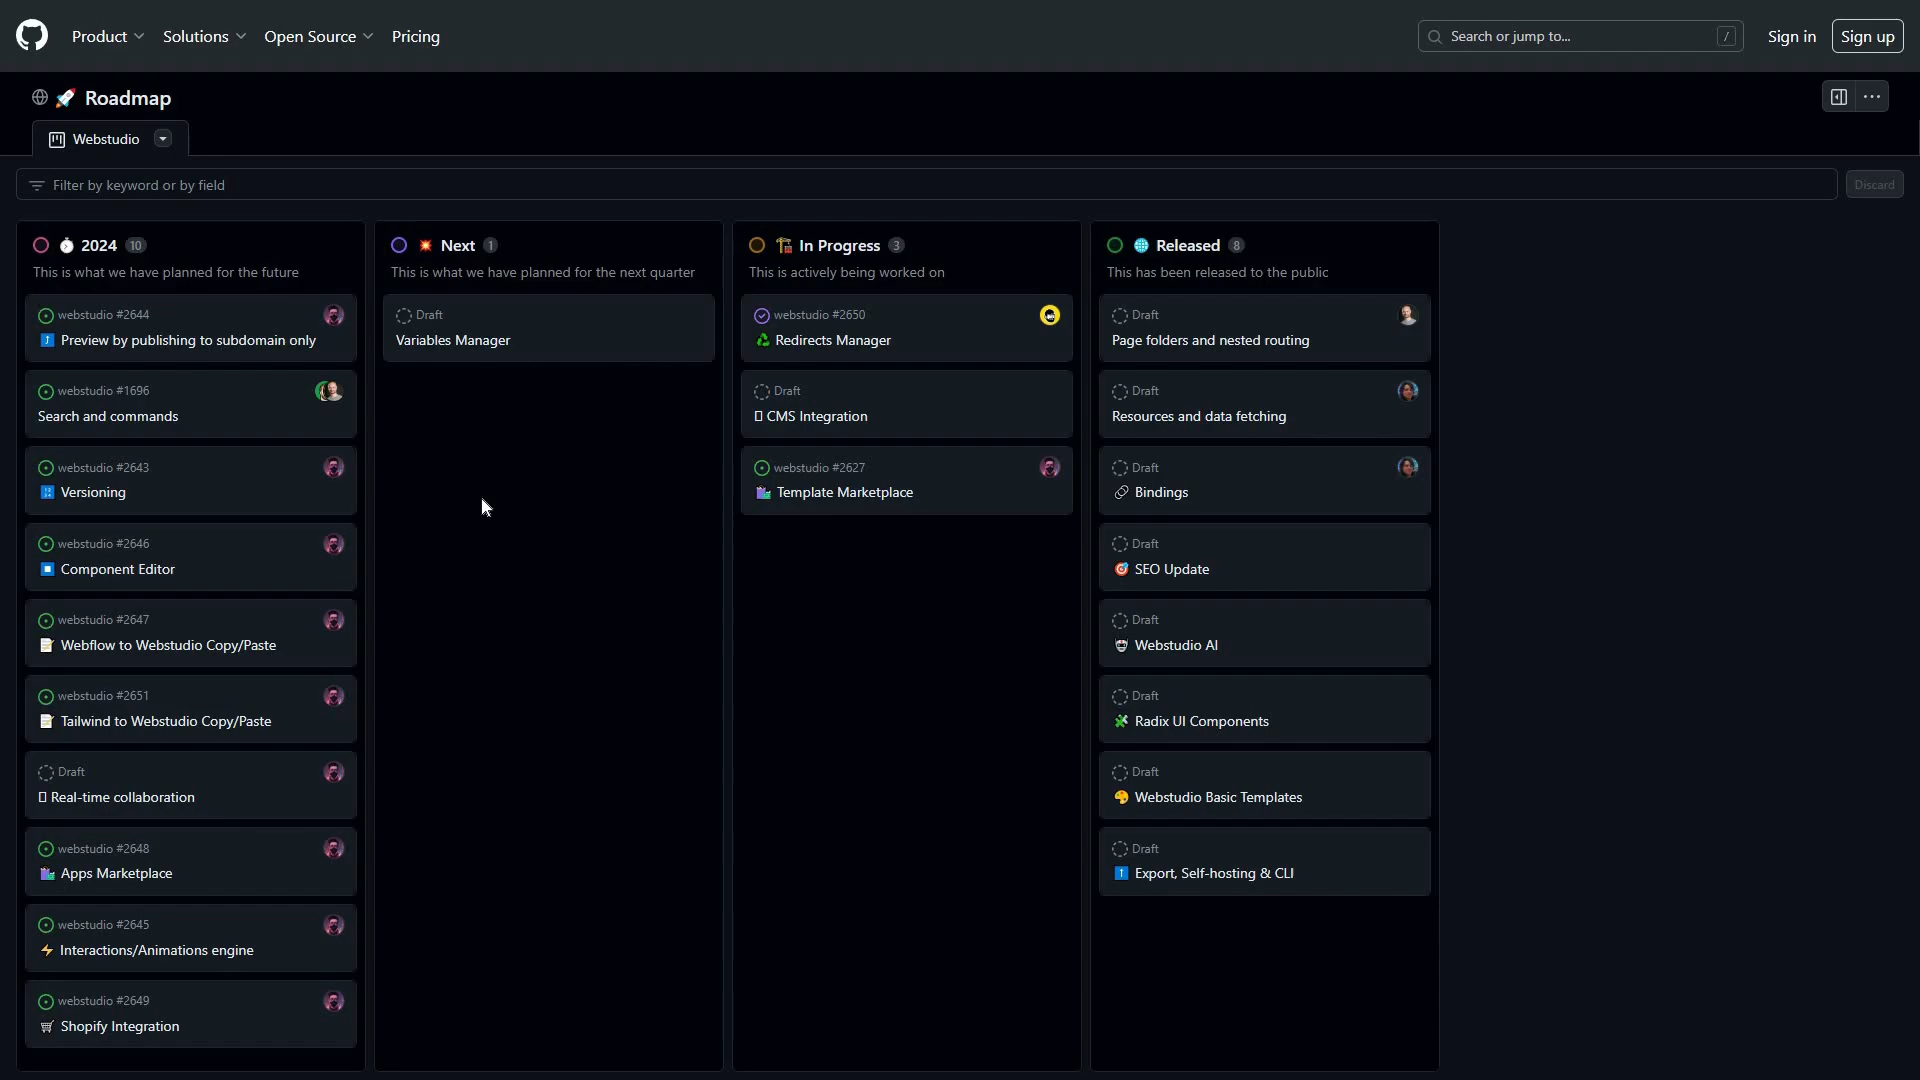 Product Solutions Open Source Pricing Search or jump to... / Sign in Sign up
Roadmap
Webstudio
Filter by keyword or by field Discard
2024 10
This is what we have planned for the future
webstudio #2644
Preview by publishing to subdomain only
webstudio #1696
Search and commands
webstudio #2643
Versioning
webstudio #2646
Component Editor
webstudio #2647
Webflow to Webstudio Copy/Paste
webstudio #2651
Tailwind to Webstudio Copy/Paste
Draft
Real-time collaboration
webstudio #2648
Apps Marketplace
webstudio #2645
Interactions/Animations engine
webstudio #2649
Shopify Integration
Next 1
This is what we have planned for the next quarter
Draft
Variables Manager
In Progress 3
This is actively being worked on
webstudio #2650
Redirects Manager
Draft
CMS Integration
webstudio #2627
Template Marketplace
Released 8
This has been released to the public
Draft
Page folders and nested routing
Draft
Resources and data fetching
Draft
Bindings
Draft
SEO Update
Draft
Webstudio AI
Draft
Radix UI Components
Draft
Webstudio Basic Templates
Draft
Export, Self-hosting & CLI